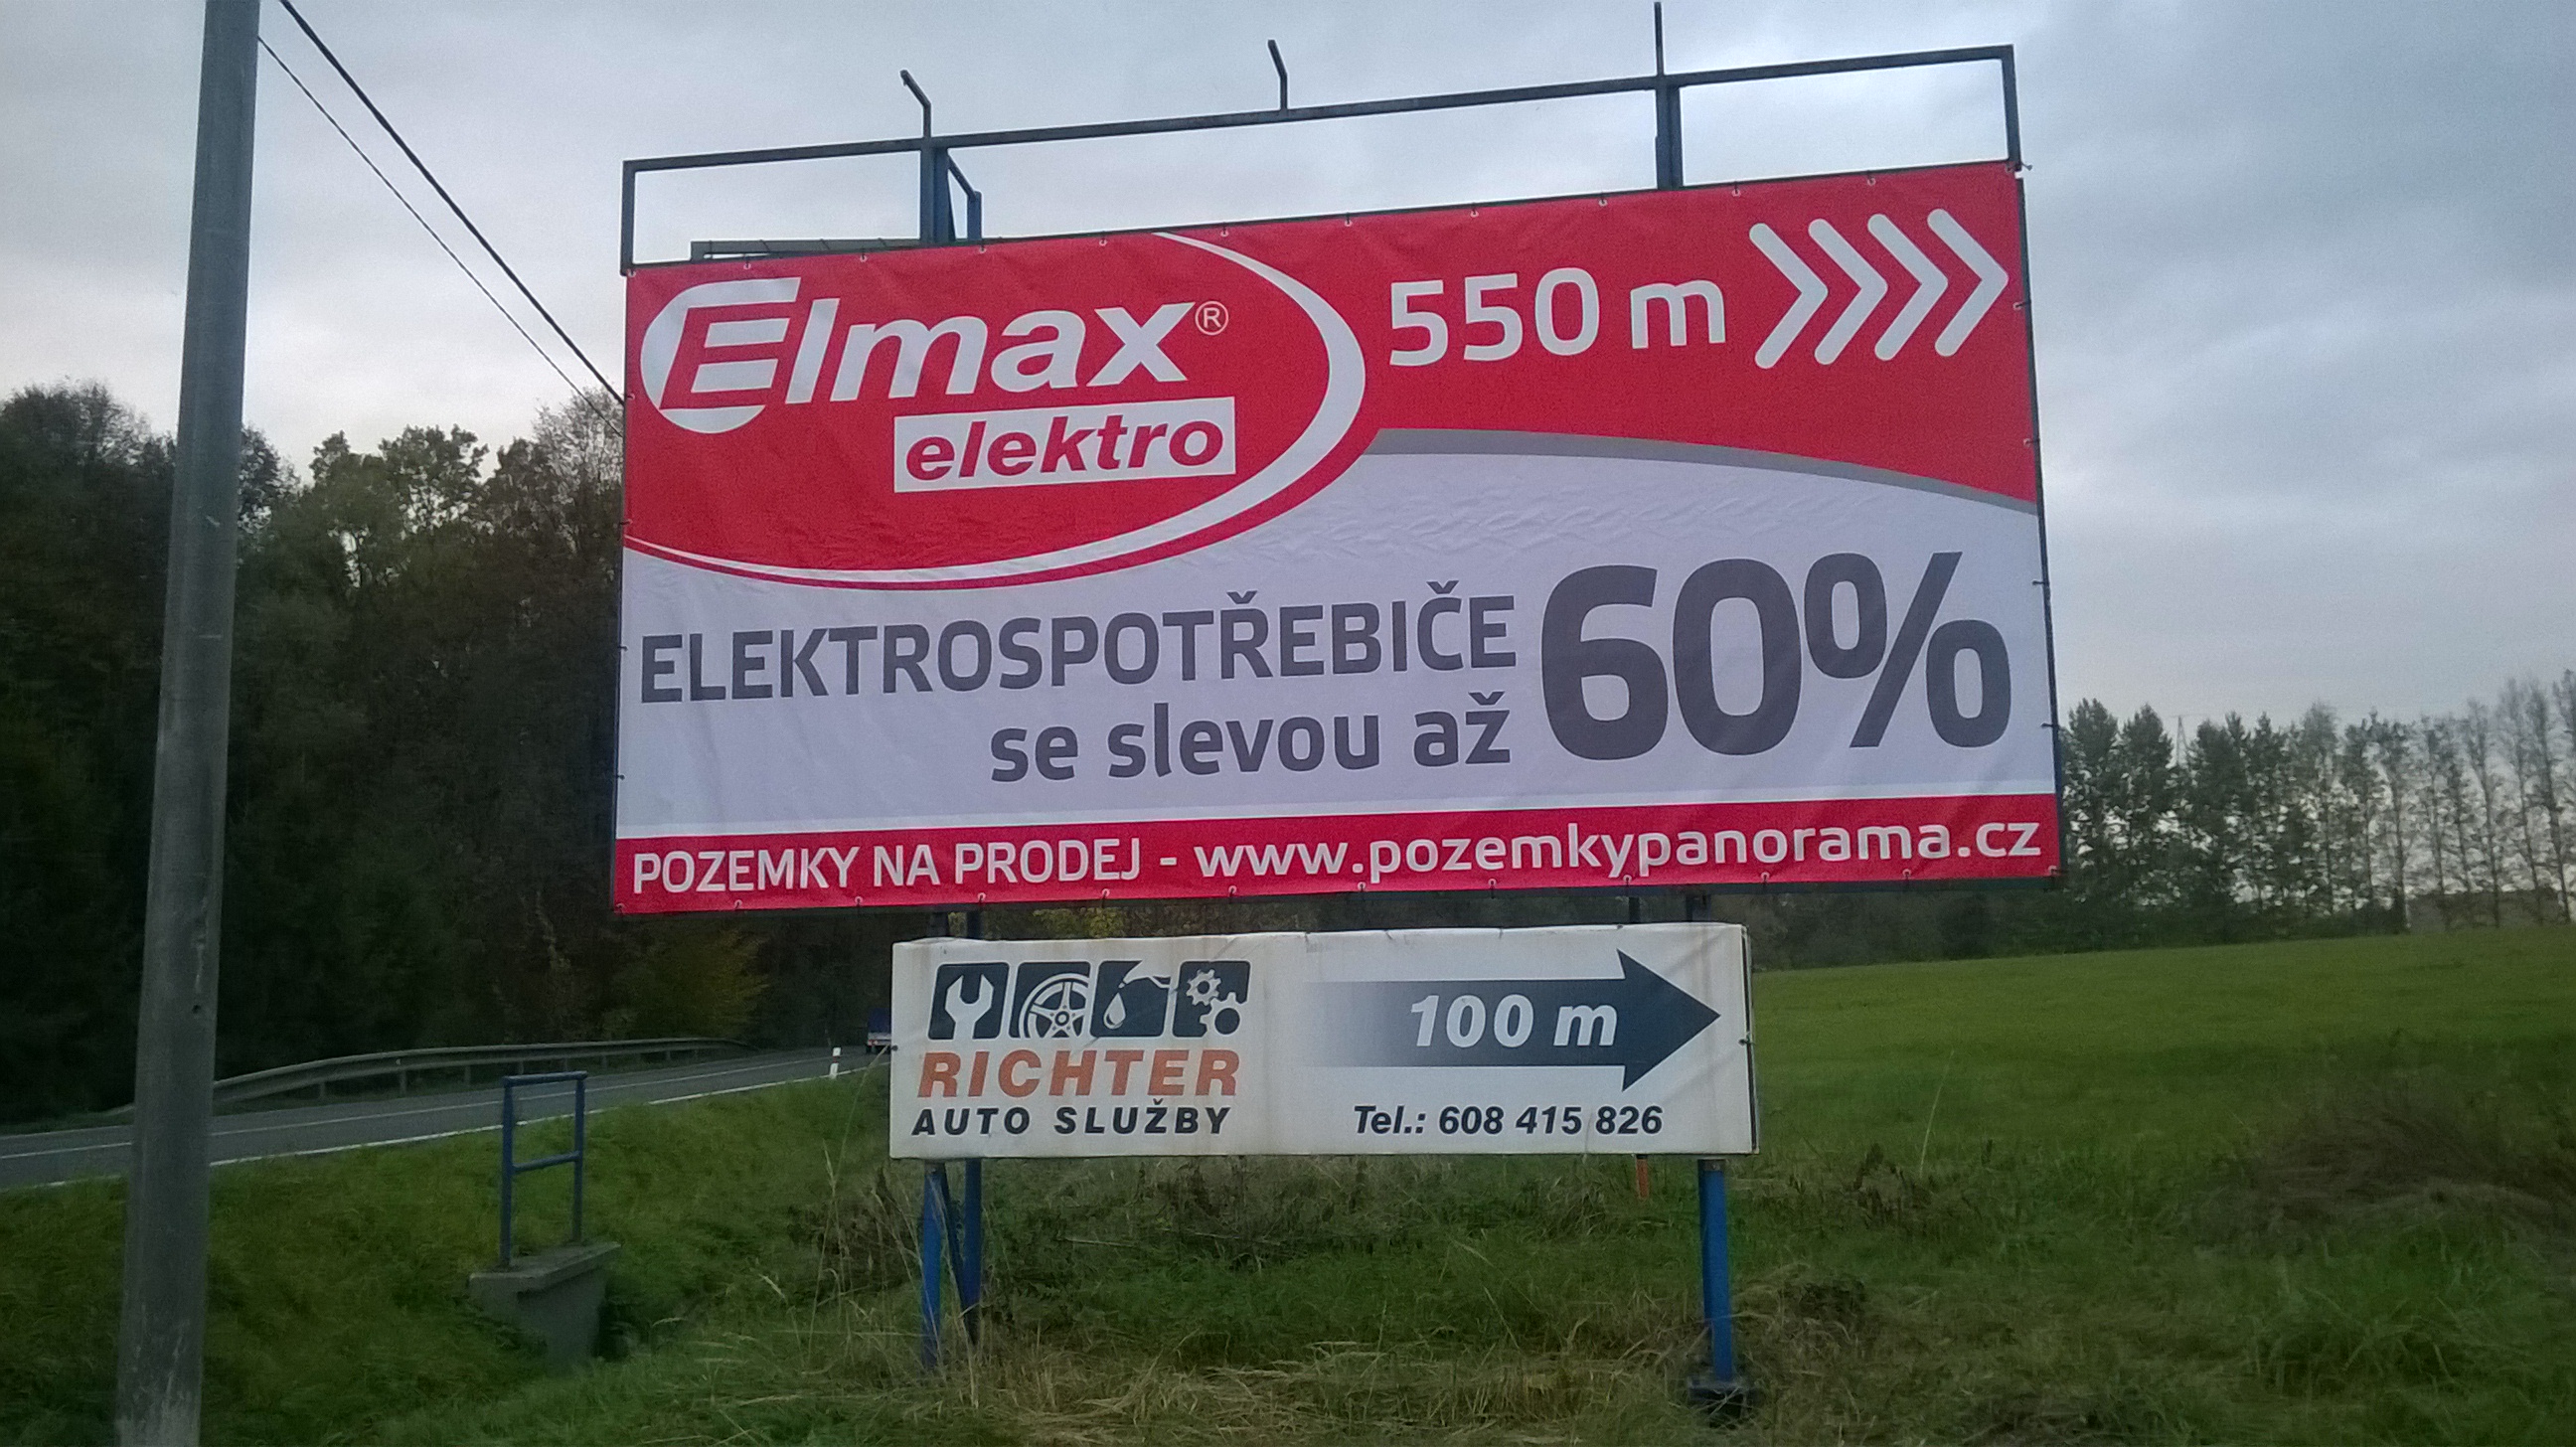 Elmax®
elektro
550 m
ELEKTROSPOTŘEBIČE
se slevou až 60%
POZEMKY NA PRODEJ - www.pozemkypanorama.cz
RICHTER
AUTO SLUŽBY
100 m
Tel.: 608 415 826